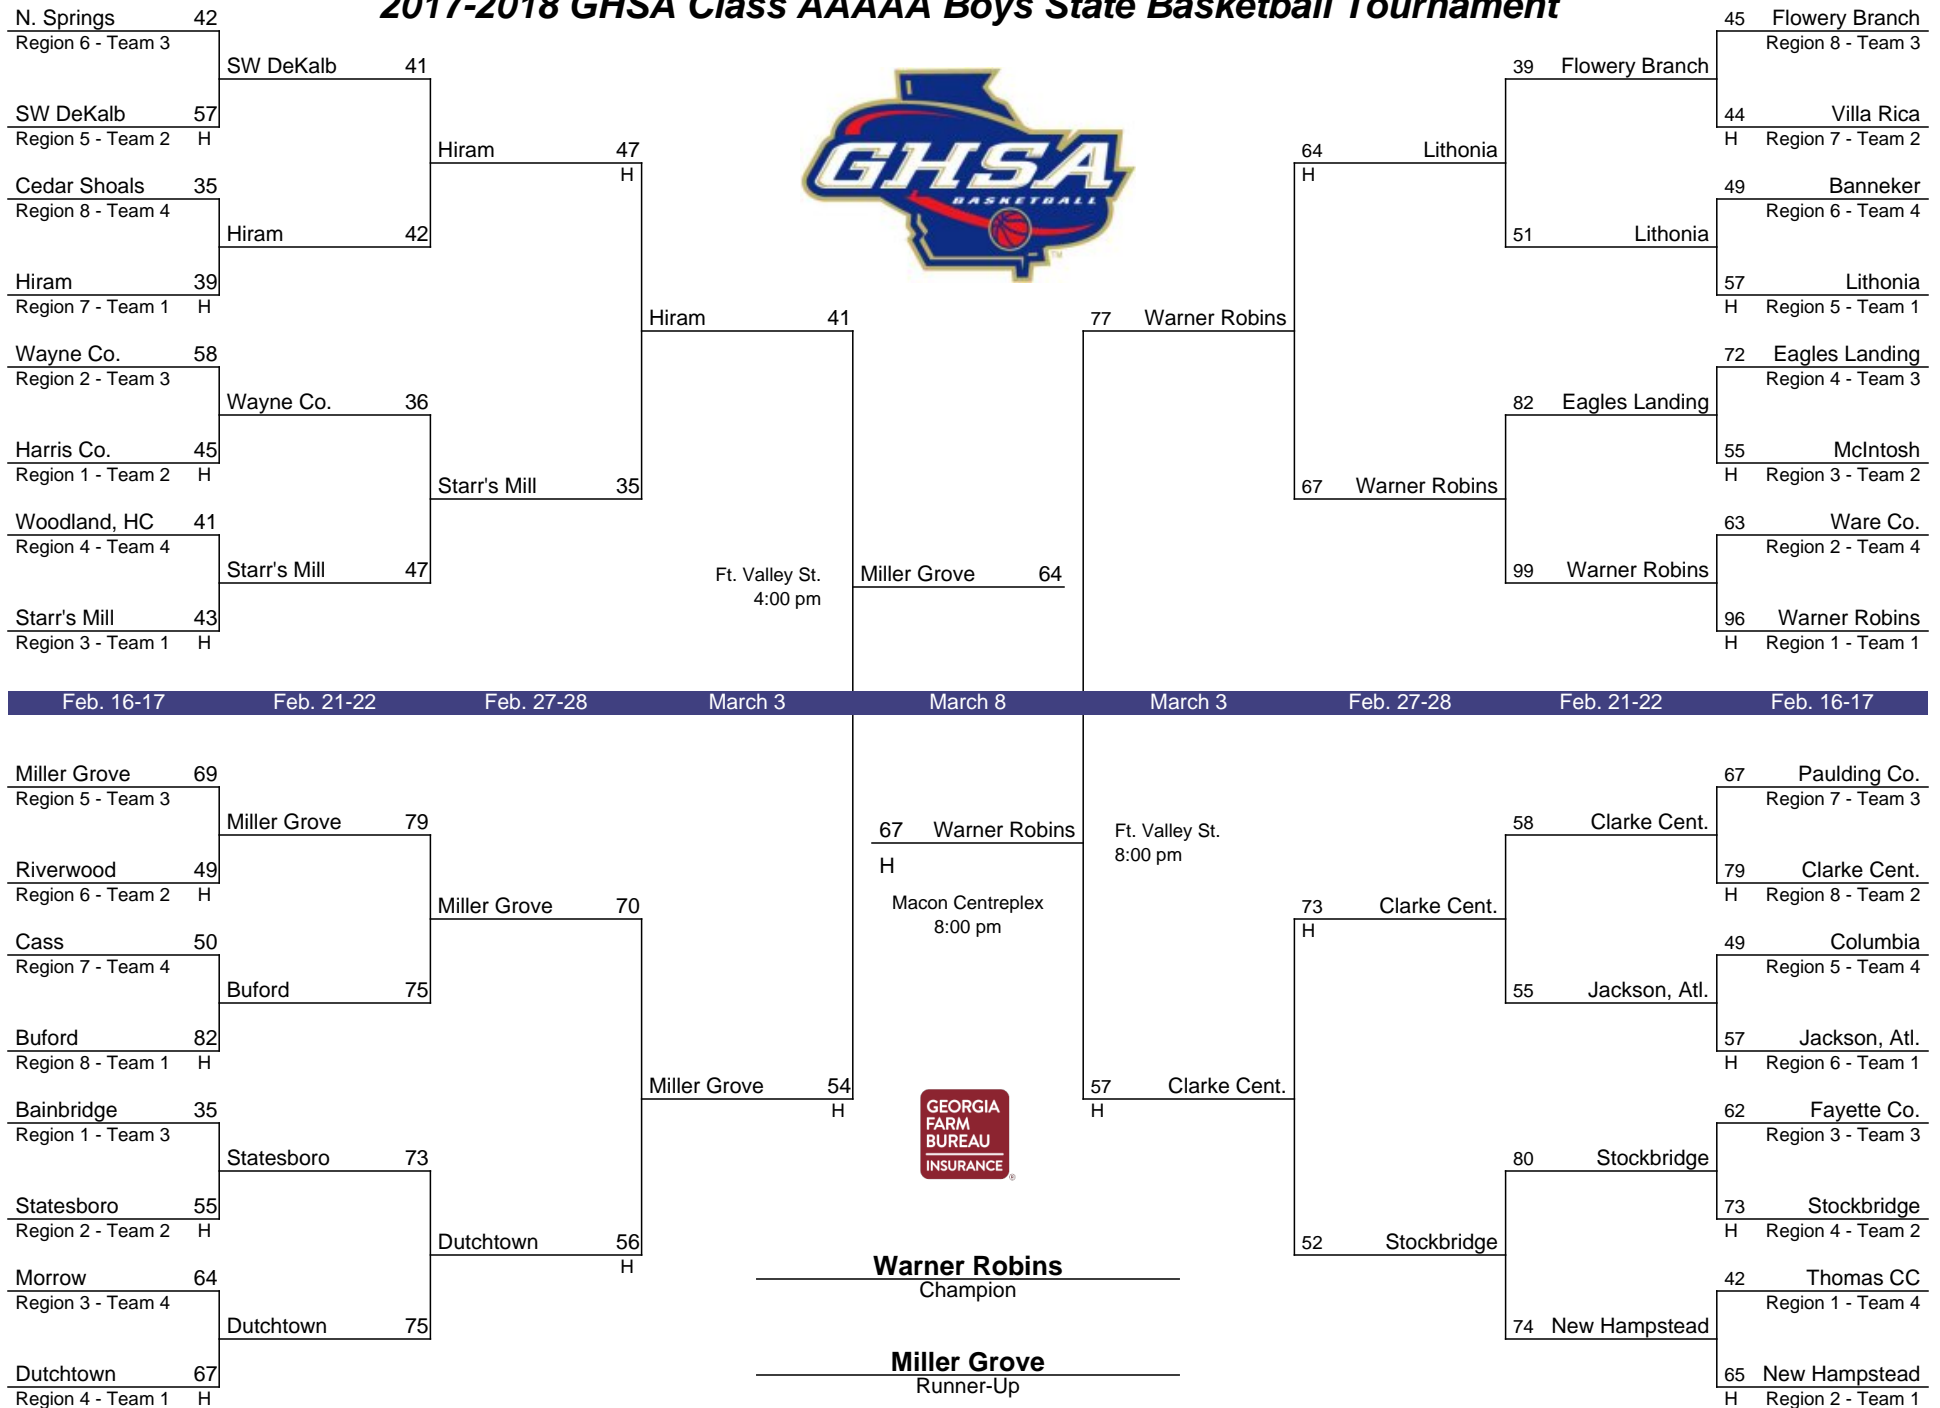 2017-2018 GHSA Class AAAAA Boys State Basketball Tournament
N. Springs 42
Region 6 - Team 3
SW DeKalb 41
SW DeKalb 57
Region 5 - Team 2 H
Hiram 47
H
Cedar Shoals 35
Region 8 - Team 4
Hiram 42
Hiram 39
Region 7 - Team 1 H
Hiram 41
Wayne Co. 58
Region 2 - Team 3
Wayne Co. 36
Harris Co. 45
Region 1 - Team 2 H
Starr's Mill 35
Woodland, HC 41
Region 4 - Team 4
Starr's Mill 47
Starr's Mill 43
Region 3 - Team 1 H
Ft. Valley St.
4:00 pm
Miller Grove 64
GHSA
BASKETBALL
TM
45 Flowery Branch
Region 8 - Team 3
39 Flowery Branch
44 Villa Rica
H Region 7 - Team 2
64 Lithonia
H
49 Banneker
Region 6 - Team 4
51 Lithonia
57 Lithonia
H Region 5 - Team 1
77 Warner Robins
72 Eagles Landing
Region 4 - Team 3
82 Eagles Landing
55 McIntosh
H Region 3 - Team 2
67 Warner Robins
63 Ware Co.
Region 2 - Team 4
99 Warner Robins
96 Warner Robins
H Region 1 - Team 1
Feb. 16-17 Feb. 21-22 Feb. 27-28 March 3 March 8 March 3 Feb. 27-28 Feb. 21-22 Feb. 16-17
Miller Grove 69
Region 5 - Team 3
Miller Grove 79
Riverwood 49
Region 6 - Team 2 H
Miller Grove 70
Cass 50
Region 7 - Team 4
Buford 75
Buford 82
Region 8 - Team 1 H
Miller Grove 54
H
Bainbridge 35
Region 1 - Team 3
Statesboro 73
Statesboro 55
Region 2 - Team 2 H
Dutchtown 56
H
Morrow 64
Region 3 - Team 4
Dutchtown 75
Dutchtown 67
Region 4 - Team 1 H
67 Warner Robins
H
Macon Centreplex
8:00 pm
Ft. Valley St.
8:00 pm
67 Paulding Co.
Region 7 - Team 3
58 Clarke Cent.
79 Clarke Cent.
H Region 8 - Team 2
73 Clarke Cent.
H
49 Columbia
Region 5 - Team 4
55 Jackson, Atl.
57 Jackson, Atl.
H Region 6 - Team 1
57 Clarke Cent.
H
62 Fayette Co.
Region 3 - Team 3
80 Stockbridge
73 Stockbridge
H Region 4 - Team 2
52 Stockbridge
42 Thomas CC
Region 1 - Team 4
74 New Hampstead
65 New Hampstead
H Region 2 - Team 1
GEORGIA
FARM
BUREAU
INSURANCE
®
Warner Robins
Champion
Miller Grove
Runner-Up